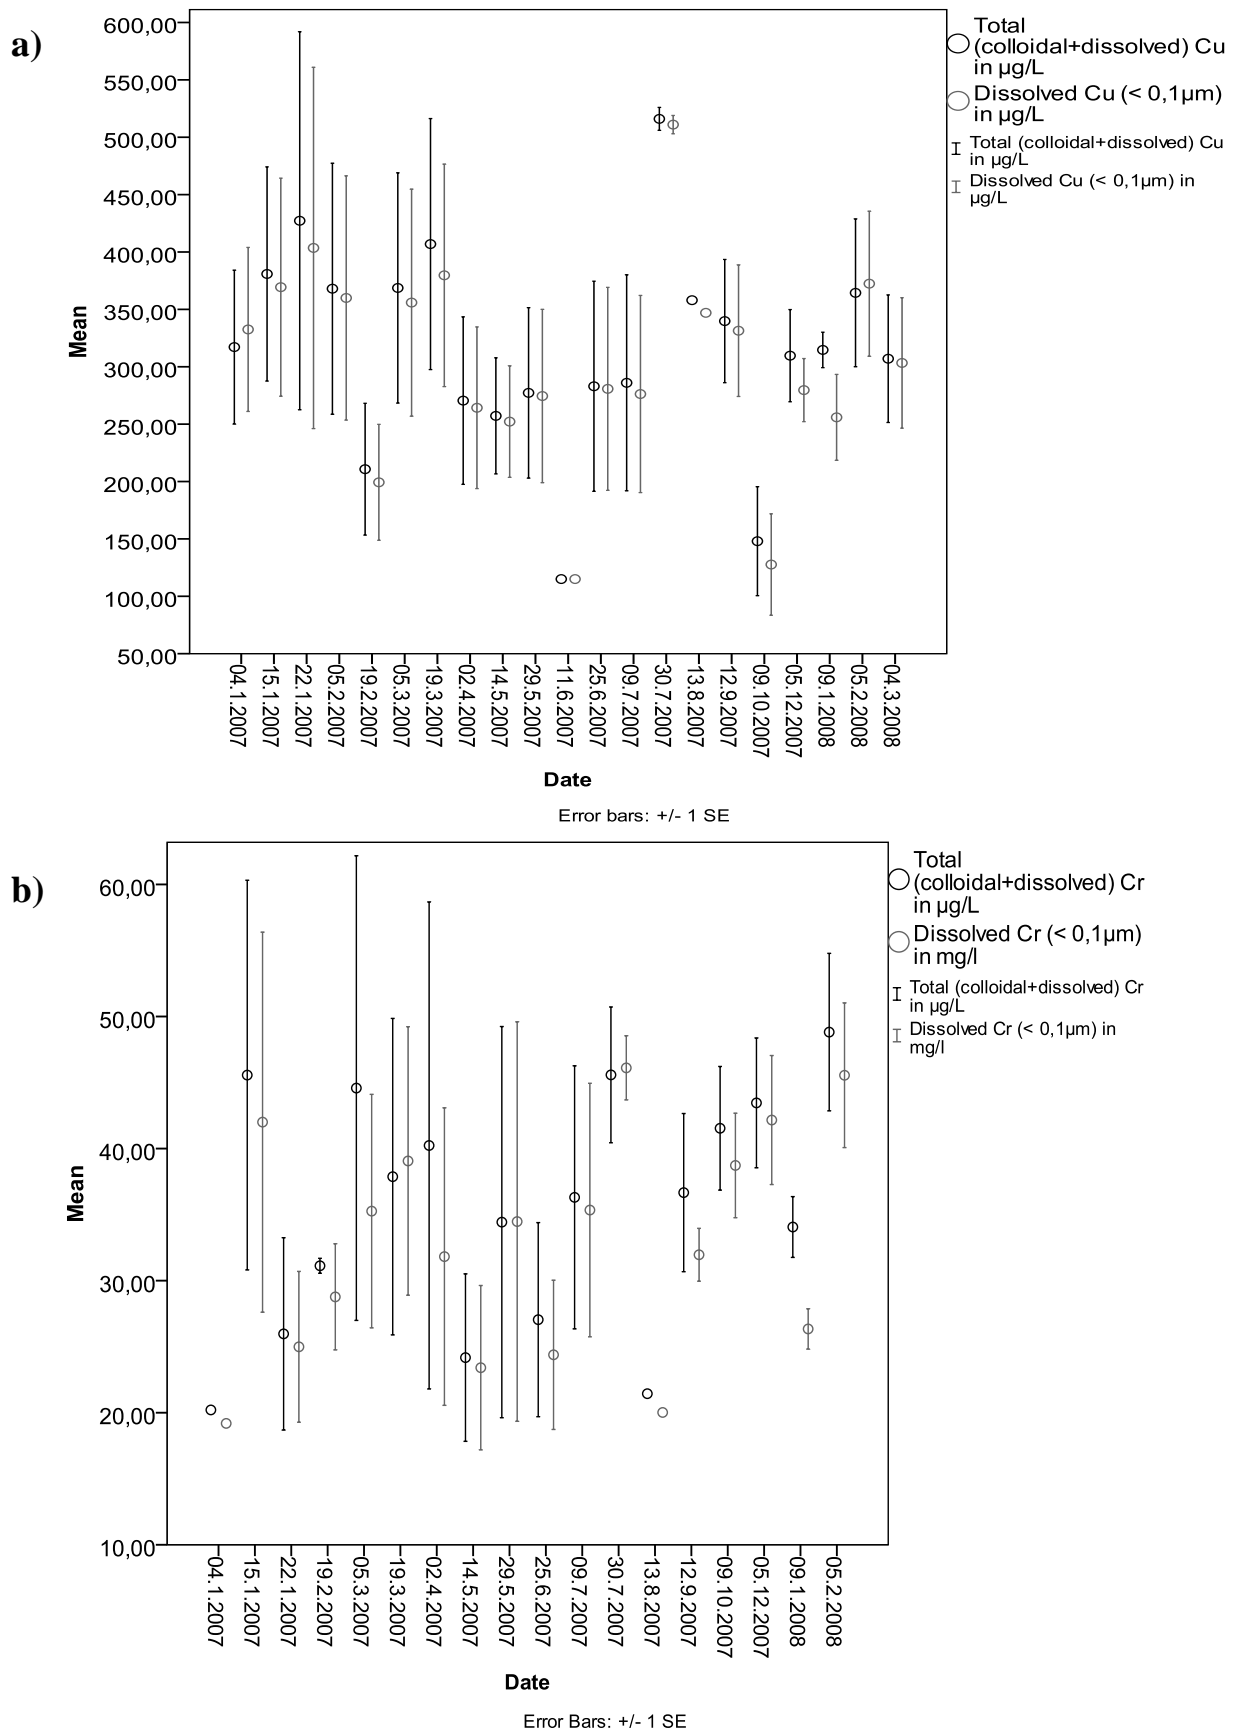 a)
600,00
550,00
500,00
450,00
400,00
350,00
300,00
250,00
200,00
150,00
100,00
50,00
Mean
04.1.2007
15.1.2007
22.1.2007
05.2.2007
19.2.2007
05.3.2007
19.3.2007
02.4.2007
14.5.2007
29.5.2007
11.6.2007
25.6.2007
09.7.2007
30.7.2007
13.8.2007
12.9.2007
09.10.2007
05.12.2007
09.1.2008
05.2.2008
04.3.2008
Date
Error bars: +/- 1 SE
Total
(colloidal+dissolved) Cu
in µg/L
Dissolved Cu (< 0,1µm)
in µg/L
Total (colloidal+dissolved) Cu
in µg/L
Dissolved Cu (< 0,1µm) in
µg/L
b)
60,00
50,00
40,00
30,00
20,00
10,00
Mean
04.1.2007
15.1.2007
22.1.2007
19.2.2007
05.3.2007
19.3.2007
02.4.2007
14.5.2007
29.5.2007
25.6.2007
09.7.2007
30.7.2007
13.8.2007
12.9.2007
09.10.2007
05.12.2007
09.1.2008
05.2.2008
Date
Error Bars: +/- 1 SE
Total
(colloidal+dissolved) Cr
in µg/L
Dissolved Cr (< 0,1µm)
in mg/l
Total (colloidal+dissolved) Cr
in µg/L
Dissolved Cr (< 0,1µm) in
mg/l